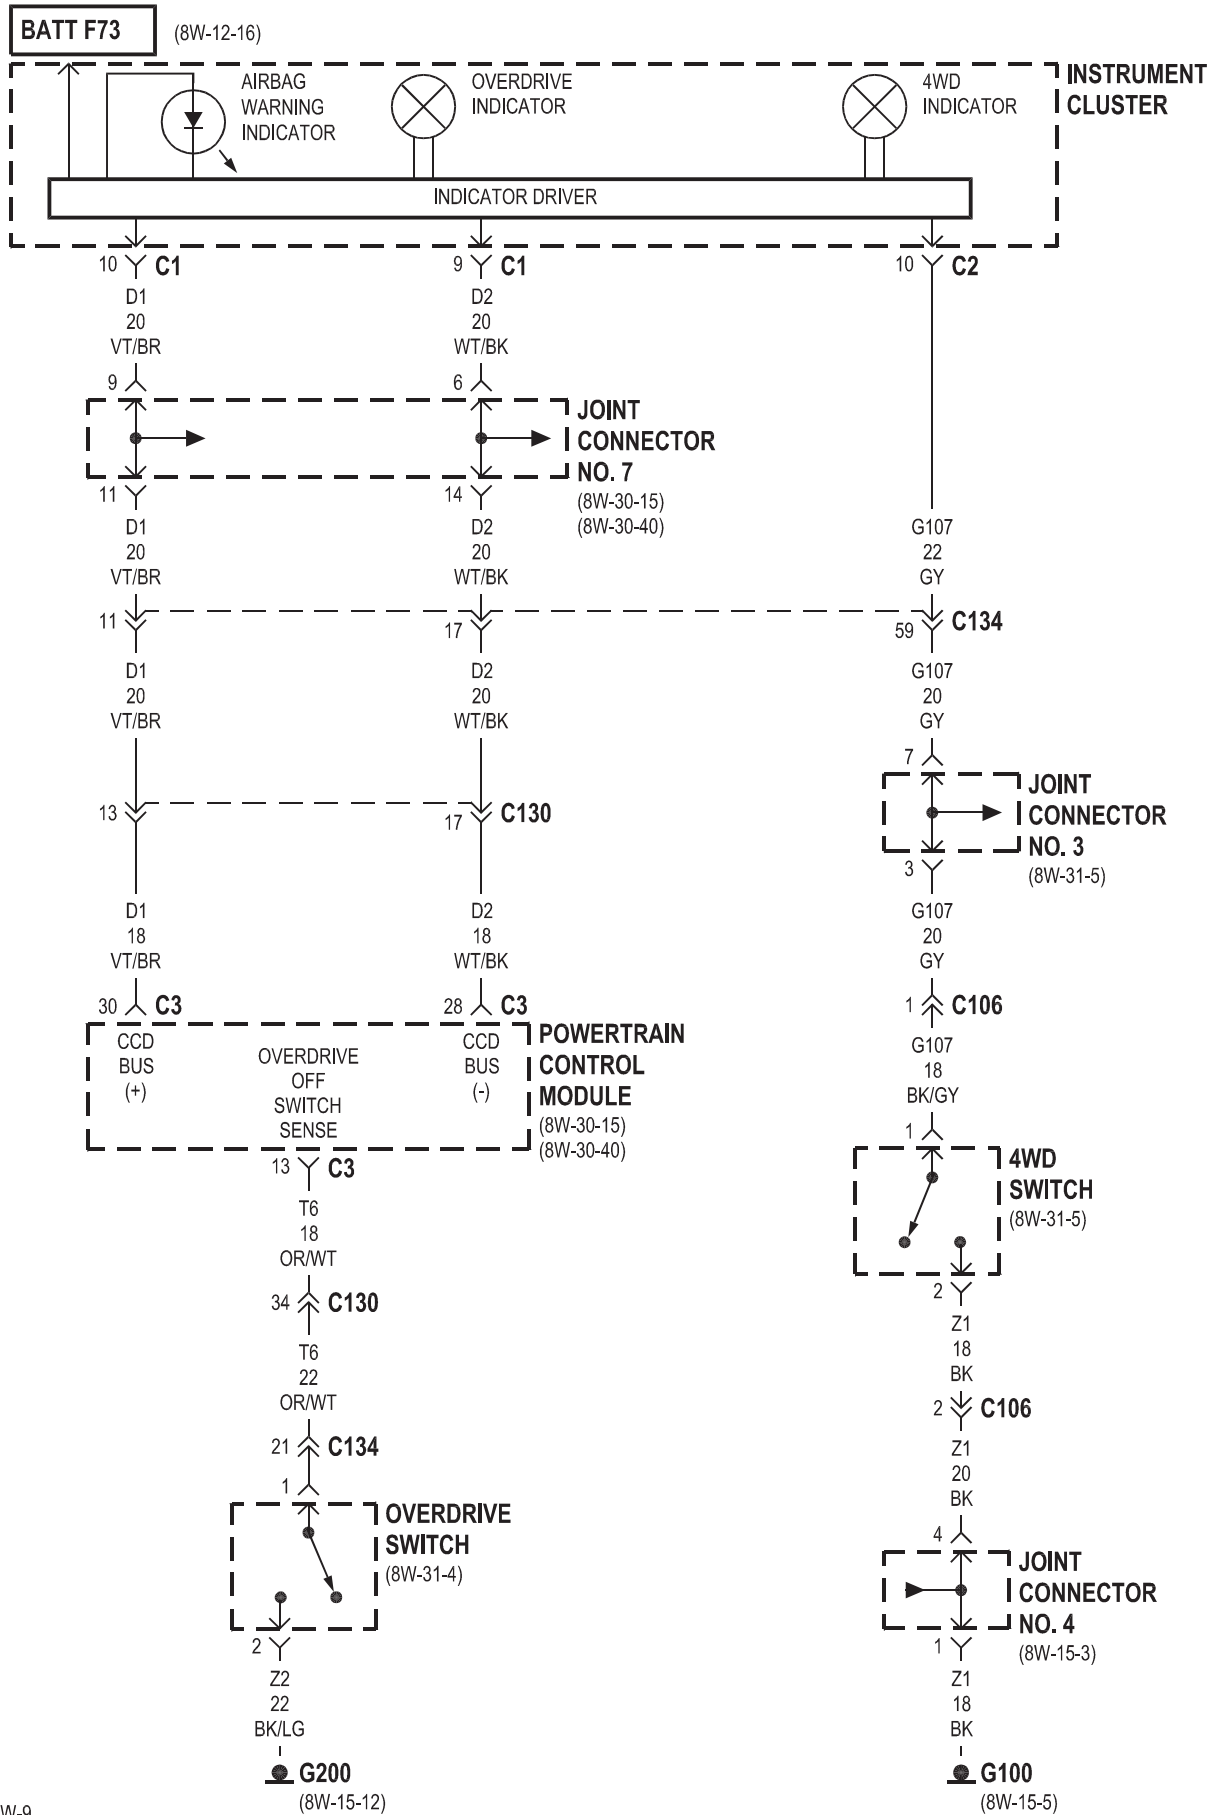 BATT F73
(8W-12-16)
AIRBAG
WARNING
INDICATOR
OVERDRIVE
INDICATOR
4WD
INDICATOR
INSTRUMENT
CLUSTER
INDICATOR DRIVER
10 C1
9 C1
10 C2
D1
20
VT/BR
D2
20
WT/BK
9
6
JOINT
CONNECTOR
NO. 7
(8W-30-15)
(8W-30-40)
11
14
D1
20
VT/BR
D2
20
WT/BK
G107
22
GY
11
17
59 C134
D1
20
VT/BR
D2
20
WT/BK
G107
20
GY
7
JOINT
CONNECTOR
NO. 3
(8W-31-5)
3
13
17 C130
D1
18
VT/BR
D2
18
WT/BK
G107
20
GY
30 C3
28 C3
1 C106
CCD
BUS
(+)
OVERDRIVE
OFF
SWITCH
SENSE
CCD
BUS
(-)
POWERTRAIN
CONTROL
MODULE
(8W-30-15)
(8W-30-40)
G107
18
BK/GY
1
4WD
SWITCH
(8W-31-5)
13 C3
T6
18
OR/WT
34 C130
2
Z1
18
BK
T6
22
OR/WT
2 C106
21 C134
Z1
20
BK
1
OVERDRIVE
SWITCH
(8W-31-4)
4
JOINT
CONNECTOR
NO. 4
(8W-15-3)
2
1
Z2
22
BK/LG
Z1
18
BK
G200
(8W-15-12)
G100
(8W-15-5)
W-9